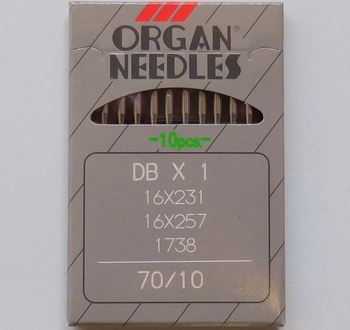 ORGAN
NEEDLES
-10pcs.-
DB X 1
16X231
16X257
1738
70/10